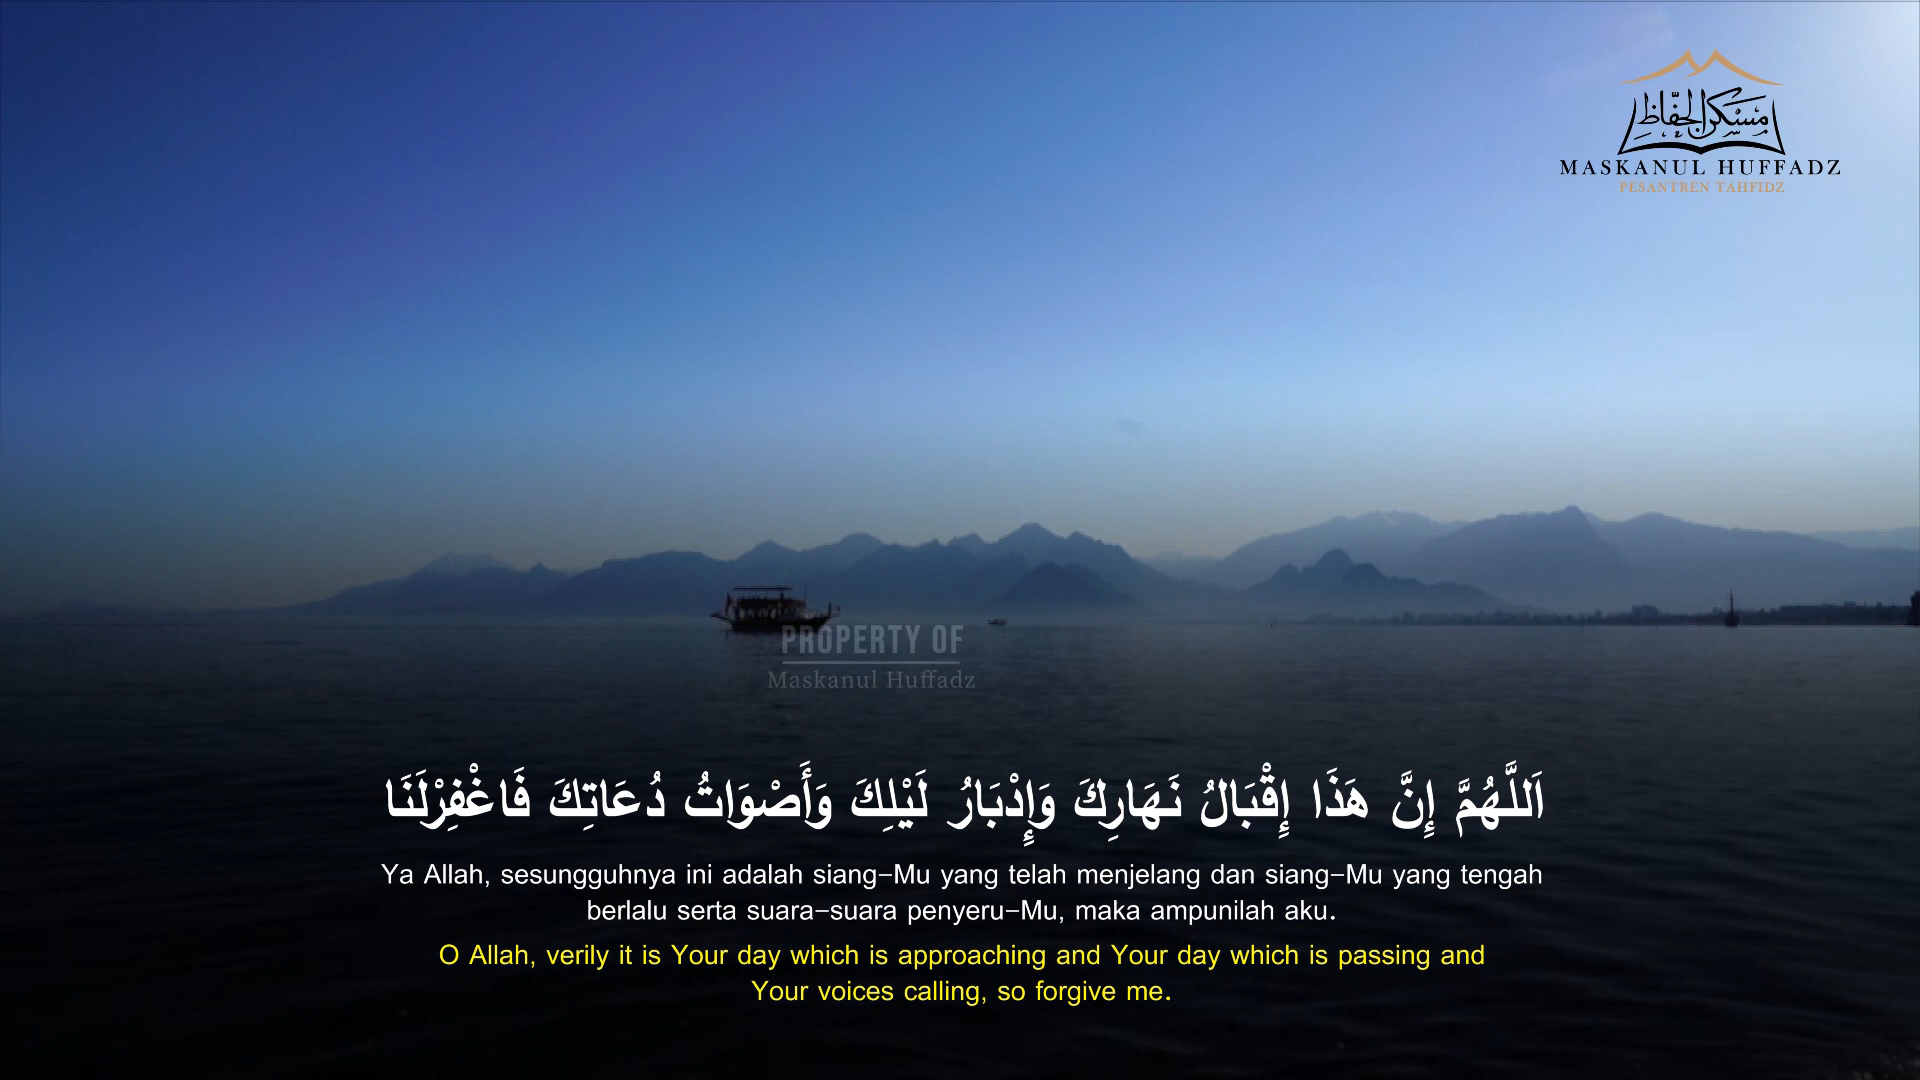 مسكن الحفاظ
MASKANUL HUFFADZ
PESANTREN TAHFIDZ
PROPERTY OF
Maskanul Huffadz
اَللَّهُمَّ إِنَّ هَذَا إِقْبَالُ نَهَارِكَ وَإِدْبَارُ لَيْلِكَ وَأَصْوَاتُ دُعَاتِكَ فَاغْفِرْلَنَا
Ya Allah, sesungguhnya ini adalah siang-Mu yang telah menjelang dan siang-Mu yang tengah
berlalu serta suara-suara penyeru-Mu, maka ampunilah aku.
O Allah, verily it is Your day which is approaching and Your day which is passing and
Your voices calling, so forgive me.